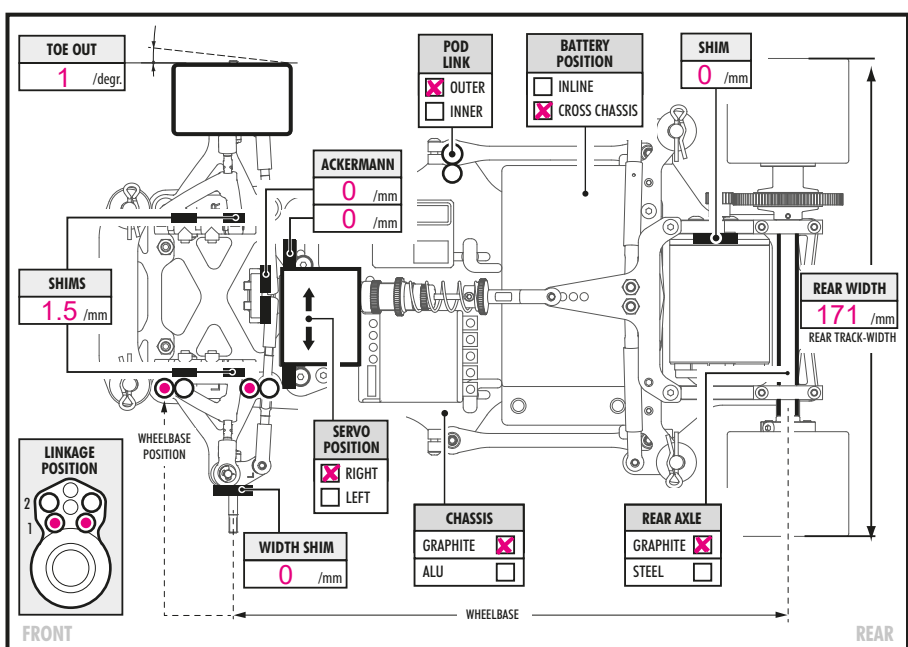 TOE OUT
1 /degr.
POD
LINK
OUTER
INNER
BATTERY
POSITION
INLINE
CROSS CHASSIS
SHIM
0 /mm
ACKERMANN
0 /mm
0 /mm
SHIMS
1.5 /mm
REAR WIDTH
171 /mm
REAR TRACK-WIDTH
WHEELBASE
POSITION
SERVO
POSITION
RIGHT
LEFT
LINKAGE
POSITION
2
1
WIDTH SHIM
0 /mm
CHASSIS
GRAPHITE
ALU
REAR AXLE
GRAPHITE
STEEL
WHEELBASE
FRONT
REAR